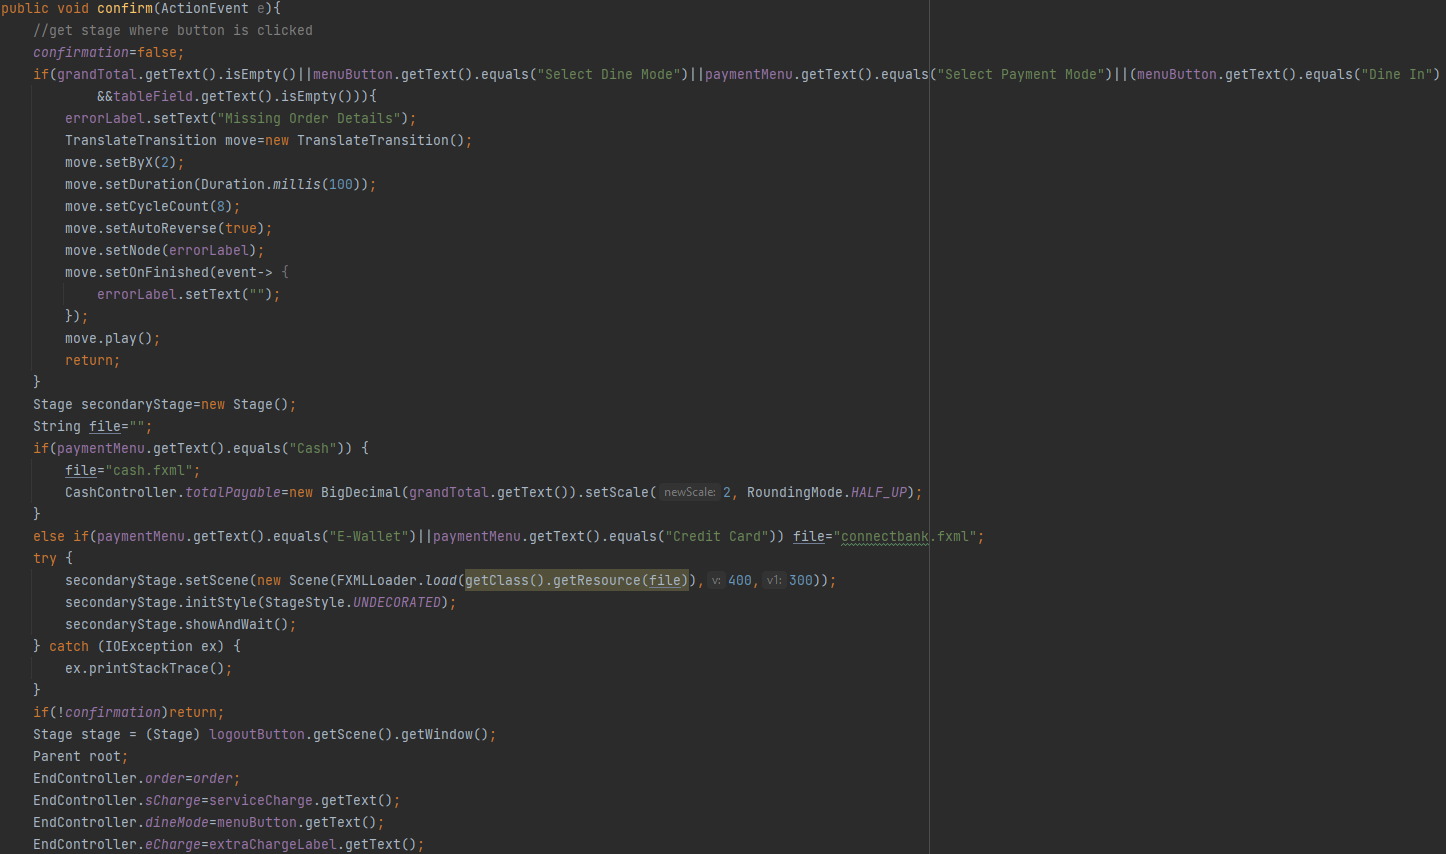 public void confirm(ActionEvent e){
    //get stage where button is clicked
    confirmation=false;
    if(grandTotal.getText().isEmpty()||menuButton.getText().equals("Select Dine Mode")||paymentMenu.getText().equals("Select Payment Mode")||(menuButton.getText().equals("Dine In")
            &&tableField.getText().isEmpty())){
        errorLabel.setText("Missing Order Details");
        TranslateTransition move=new TranslateTransition();
        move.setByX(2);
        move.setDuration(Duration.millis(100));
        move.setCycleCount(8);
        move.setAutoReverse(true);
        move.setNode(errorLabel);
        move.setOnFinished(event-> {
            errorLabel.setText("");
        });
        move.play();
        return;
    }
    Stage secondaryStage=new Stage();
    String file="";
    if(paymentMenu.getText().equals("Cash")) {
        file="cash.fxml";
        CashController.totalPayable=new BigDecimal(grandTotal.getText()).setScale( newScale: 2, RoundingMode.HALF_UP);
    }
    else if(paymentMenu.getText().equals("E-Wallet")||paymentMenu.getText().equals("Credit Card")) file="connectbank.fxml";
    try {
        secondaryStage.setScene(new Scene(FXMLLoader.load(getClass().getResource(file)), v: 400, v1: 300));
        secondaryStage.initStyle(StageStyle.UNDECORATED);
        secondaryStage.showAndWait();
    } catch (IOException ex) {
        ex.printStackTrace();
    }
    if(!confirmation)return;
    Stage stage = (Stage) logoutButton.getScene().getWindow();
    Parent root;
    EndController.order=order;
    EndController.sCharge=serviceCharge.getText();
    EndController.dineMode=menuButton.getText();
    EndController.eCharge=extraChargeLabel.getText();